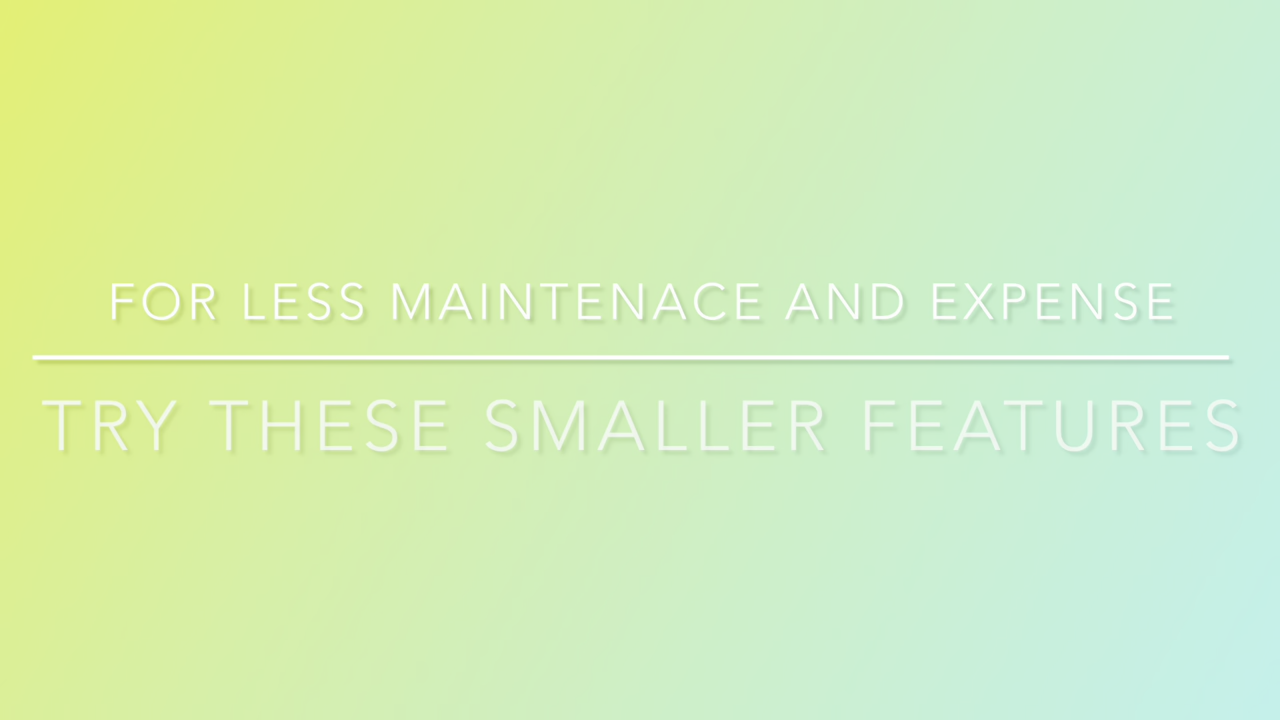 FOR LESS MAINTENACE AND EXPENSE
TRY THESE SMALLER FEATURES